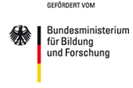 GEFÖRDERT VOM
Bundesministerium
für Bildung
und Forschung